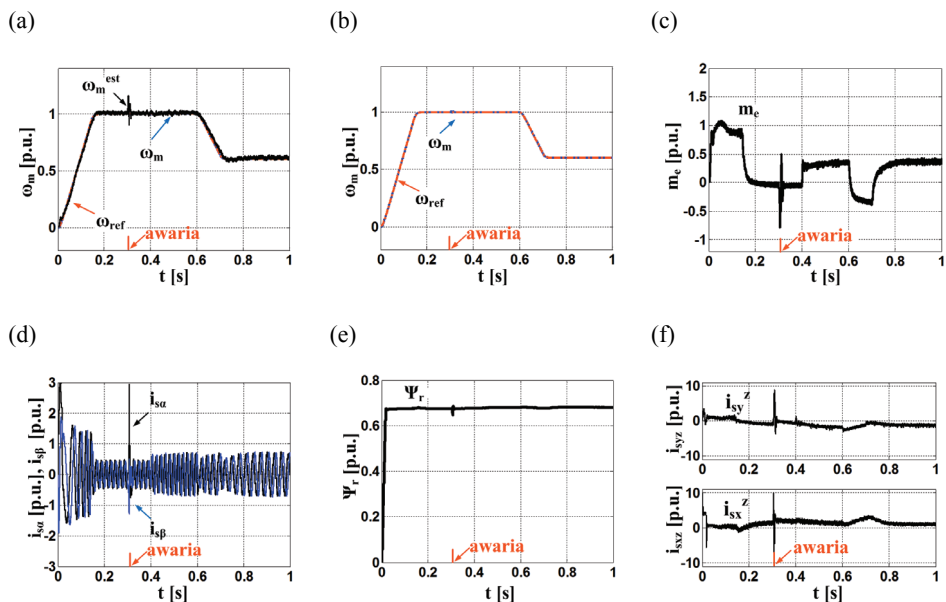 (a)
ω_m [p.u.]
1
0.5
0
ω_m^est
ω_m
ω_ref
awaria
0 0.2 0.4 0.6 0.8 1
t [s]
(b)
ω_m [p.u.]
1
0.5
0
ω_m
ω_ref
awaria
0 0.2 0.4 0.6 0.8 1
t [s]
(c)
m_e [p.u.]
2
1.5
1
0.5
0
-0.5
-1
m_e
awaria
0 0.2 0.4 0.6 0.8 1
t [s]
(d)
i_sα [p.u.], i_sβ [p.u.]
3
2
1
0
-1
-2
-3
i_sα
i_sβ
awaria
0 0.2 0.4 0.6 0.8 1
t [s]
(e)
Ψ_r [p.u.]
0.8
0.6
0.4
0.2
0
Ψ_r
awaria
0 0.2 0.4 0.6 0.8 1
t [s]
(f)
i_syz [p.u.]
10
0
-10
i_sy^z
0 0.2 0.4 0.6 0.8 1
i_sxz [p.u.]
10
0
-10
i_sx^z
awaria
0 0.2 0.4 0.6 0.8 1
t [s]